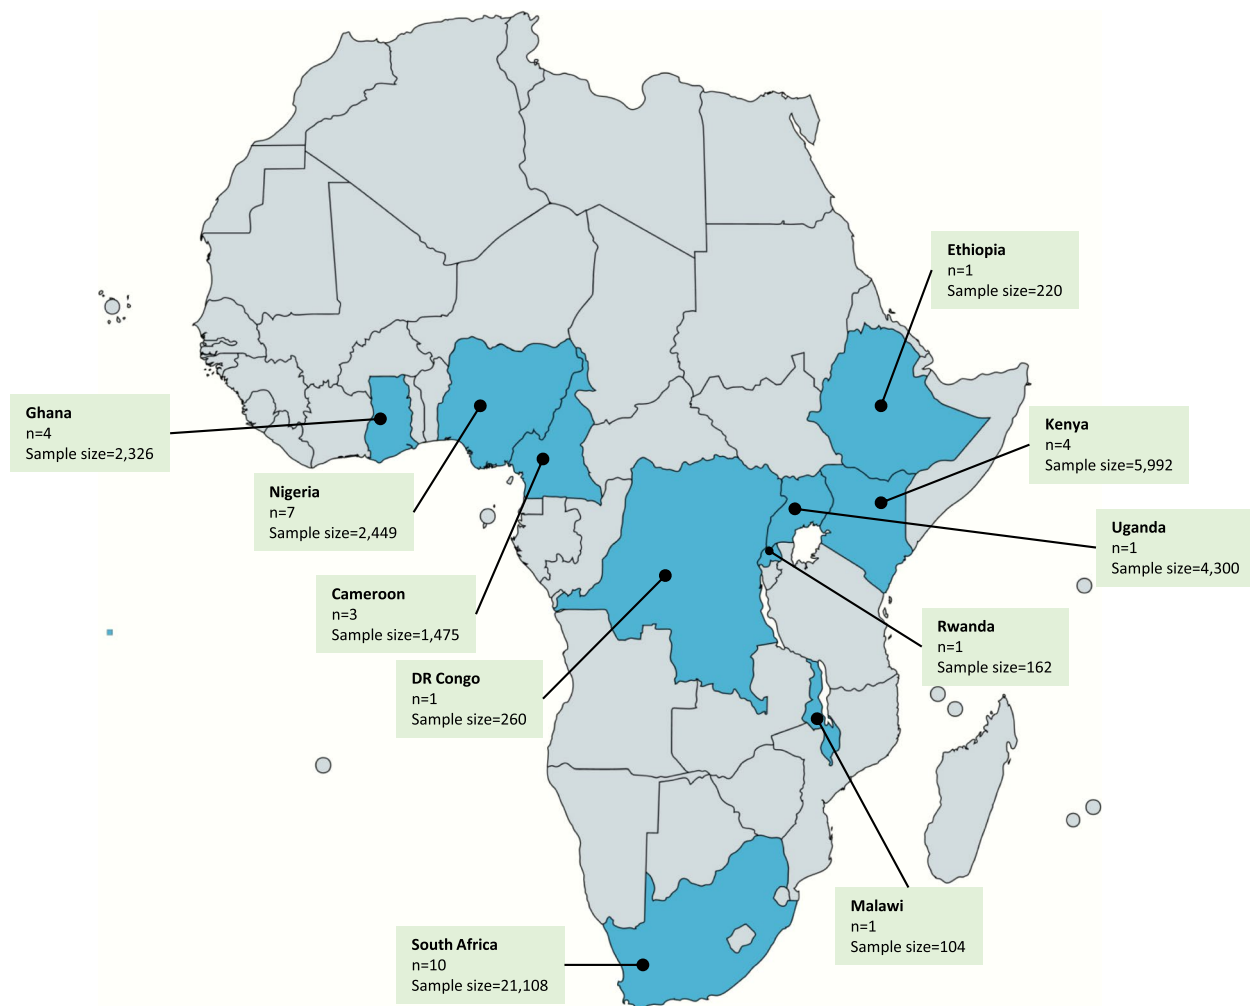 Ethiopia
n=1
Sample size=220
Ghana
n=4
Sample size=2,326
Kenya
n=4
Sample size=5,992
Nigeria
n=7
Sample size=2,449
Uganda
n=1
Sample size=4,300
Cameroon
n=3
Sample size=1,475
Rwanda
n=1
Sample size=162
DR Congo
n=1
Sample size=260
Malawi
n=1
Sample size=104
South Africa
n=10
Sample size=21,108